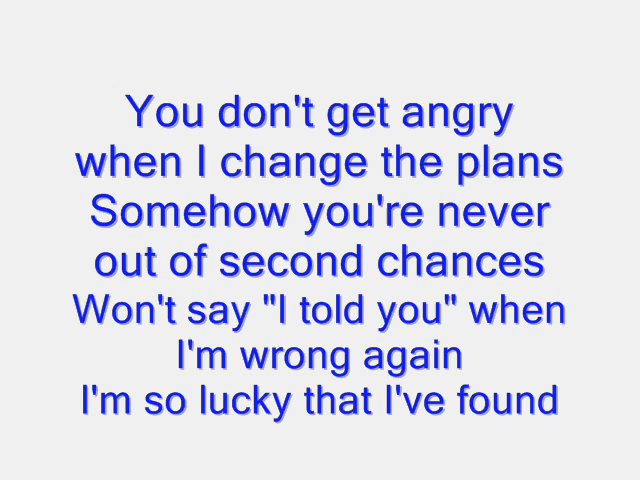 You don't get angry
when I change the plans
Somehow you're never
out of second chances
Won't say "I told you" when
I'm wrong again
I'm so lucky that I've found